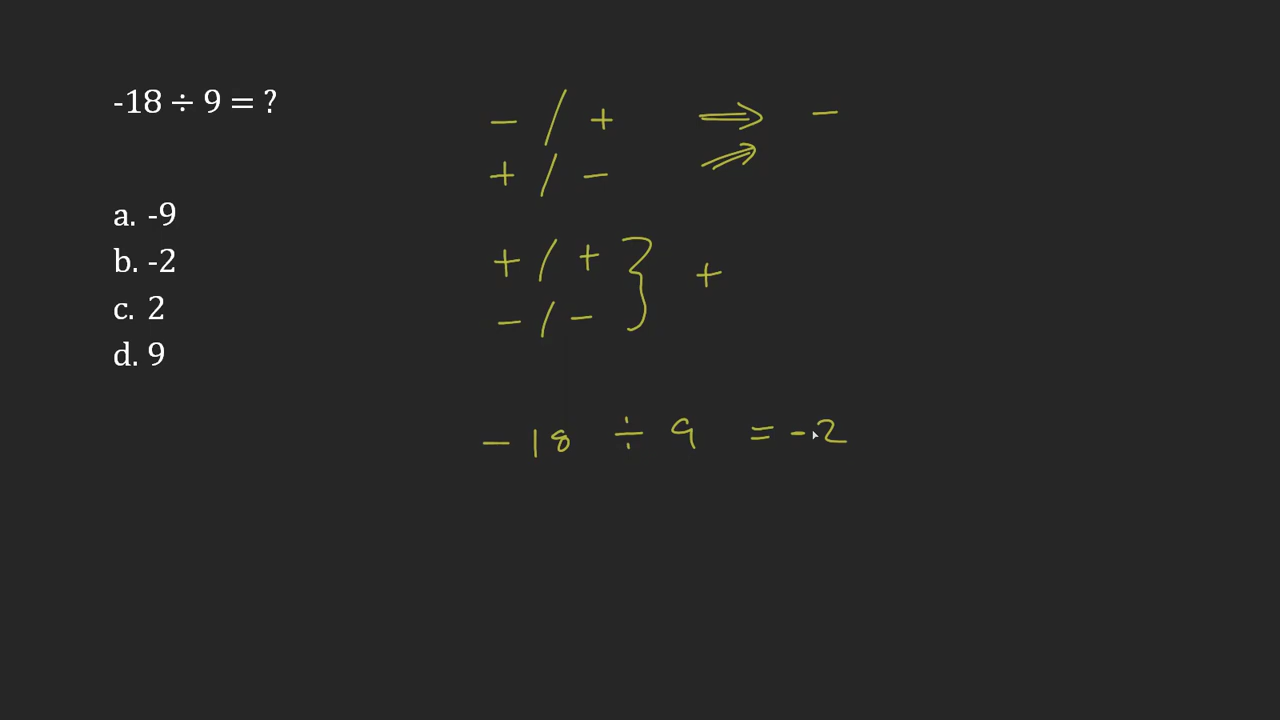 -18 ÷ 9 = ?
a. -9
b. -2
c. 2
d. 9
- / + ⇒ -
+ / - ⇒
+ / + } +
- / -
- 18 ÷ 9 = -2